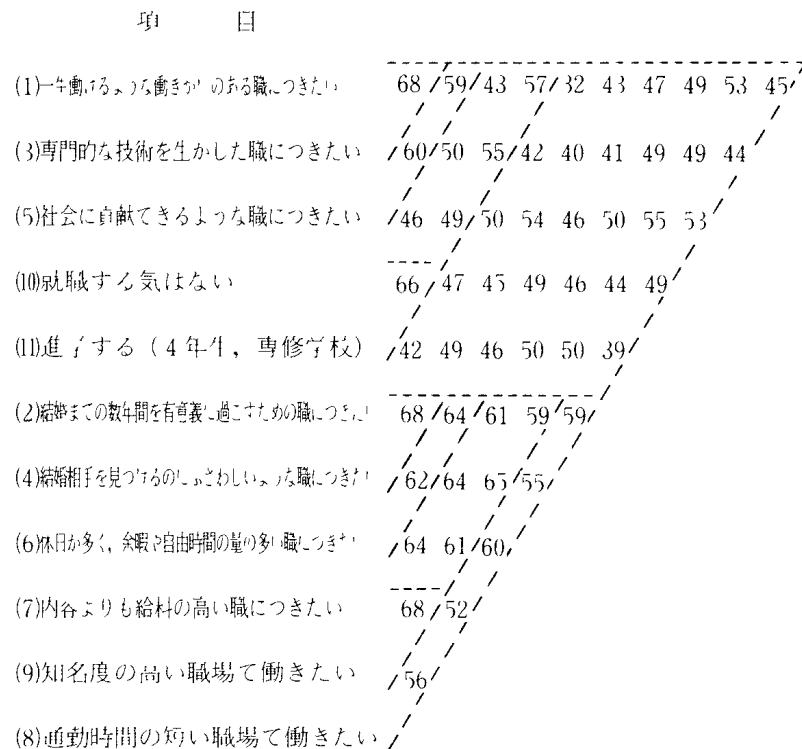 項 目
(1)一生働けるような働きがいのある職につきたい 68 59 43 57 32 43 47 49 53 45
(3)専門的な技術を生かした職につきたい 60 50 55 42 40 41 49 49 44
(5)社会に貢献できるような職につきたい 46 49 50 54 46 50 55 53
(10)就職する気はない 66 47 45 49 46 44 49
(11)進学する(4年生,専修学校) 42 49 46 50 50 39
(2)結婚までの数年間を有意義に過ごすための職につきたい 68 64 61 59 59
(4)結婚相手を見つけるのにふさわしいような職につきたい 62 64 65 55
(6)休日が多く,余暇や自由時間の量の多い職につきたい 64 61 60
(7)内容よりも給料の高い職につきたい 68 52
(9)知名度の高い職場で働きたい 56
(8)通勤時間の短い職場で働きたい